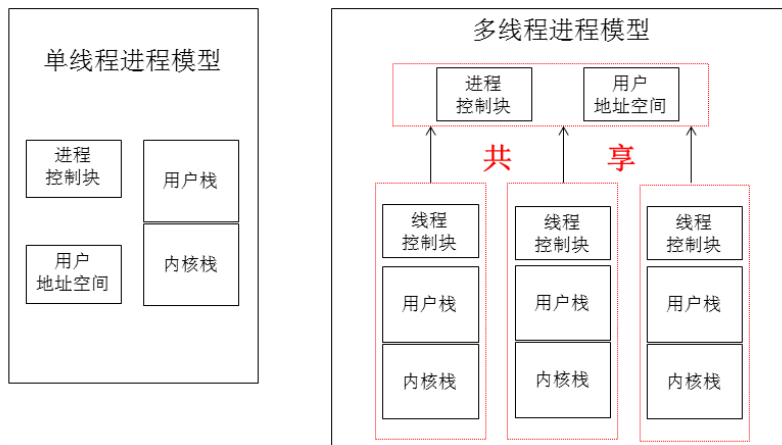 单线程进程模型
进程
控制块
用户栈
用户
地址空间
内核栈
多线程进程模型
进程
控制块
用户
地址空间
共
享
线程
控制块
用户栈
内核栈
线程
控制块
用户栈
内核栈
线程
控制块
用户栈
内核栈